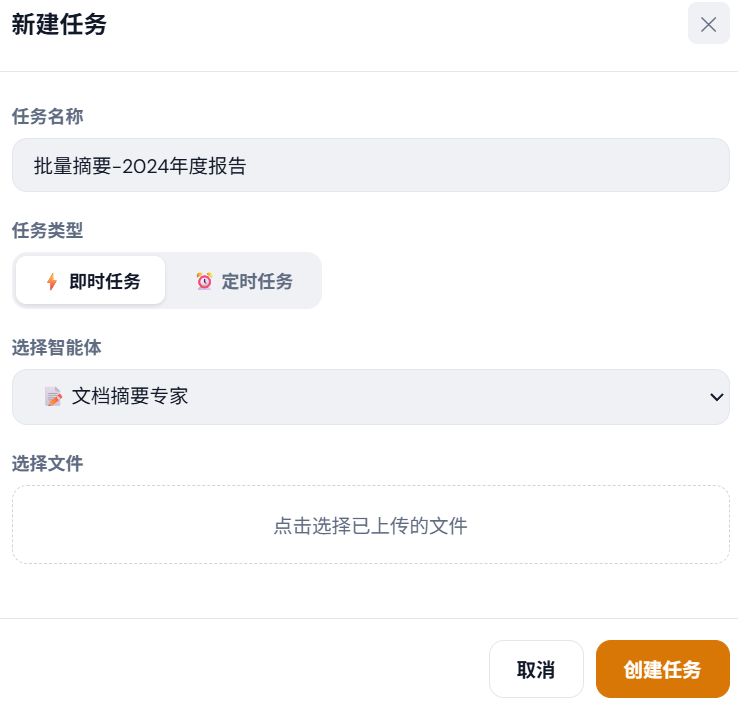 新建任务
任务名称
批量摘要-2024年度报告
任务类型
⚡ 即时任务 ⏰ 定时任务
选择智能体
📝 文档摘要专家
选择文件
点击选择已上传的文件
取消 创建任务